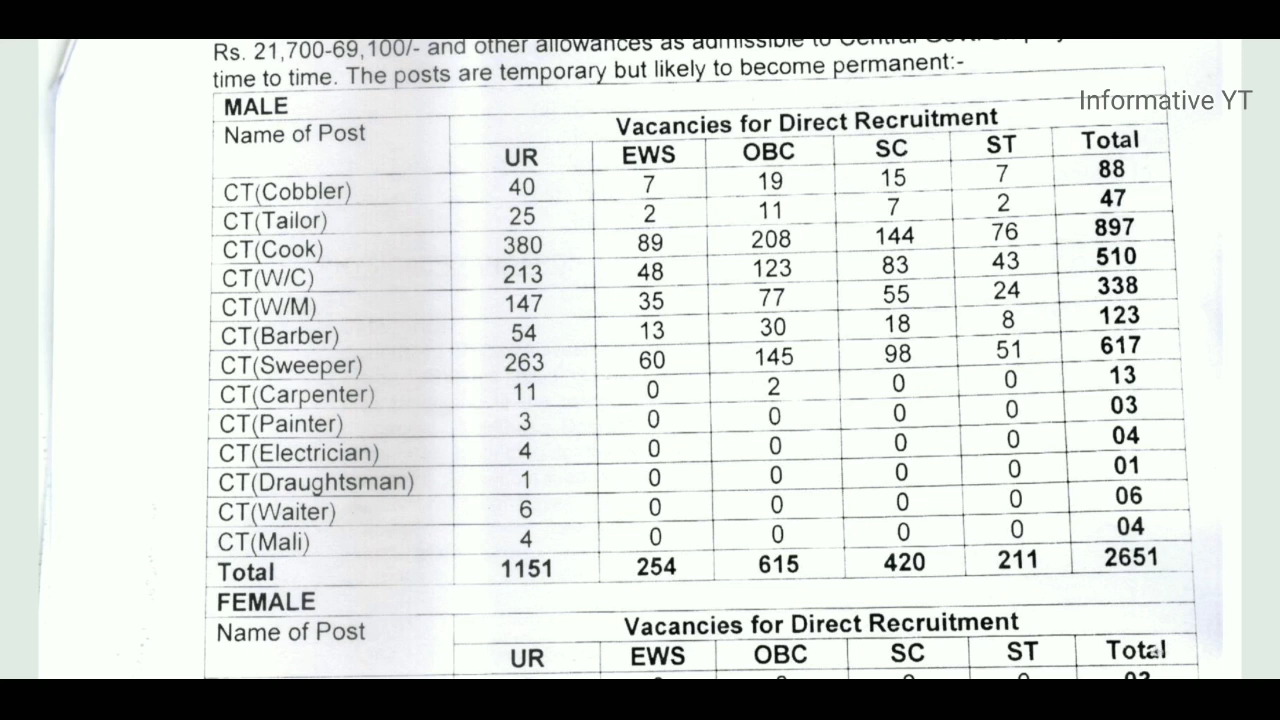 Rs. 21,700-69,100/- and other allowances as admissible to Central Govt.
time to time. The posts are temporary but likely to become permanent:-
Informative YT
MALE
Name of Post Vacancies for Direct Recruitment
UR EWS OBC SC ST Total
CT(Cobbler) 40 7 19 15 7 88
CT(Tailor) 25 2 11 7 2 47
CT(Cook) 380 89 208 144 76 897
CT(W/C) 213 48 123 83 43 510
CT(W/M) 147 35 77 55 24 338
CT(Barber) 54 13 30 18 8 123
CT(Sweeper) 263 60 145 98 51 617
CT(Carpenter) 11 0 2 0 0 13
CT(Painter) 3 0 0 0 0 03
CT(Electrician) 4 0 0 0 0 04
CT(Draughtsman) 1 0 0 0 0 01
CT(Waiter) 6 0 0 0 0 06
CT(Mali) 4 0 0 0 0 04
Total 1151 254 615 420 211 2651
FEMALE
Name of Post Vacancies for Direct Recruitment
UR EWS OBC SC ST Total